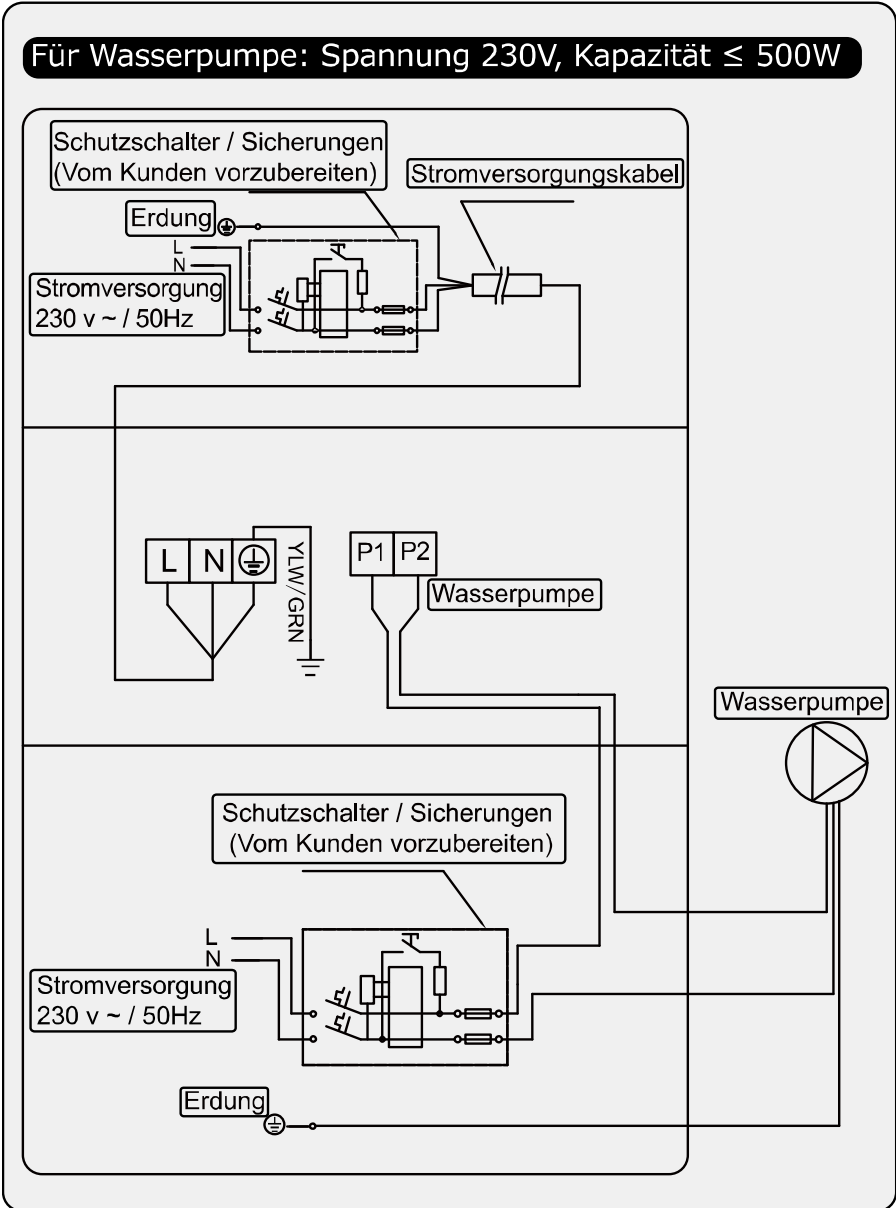 Für Wasserpumpe: Spannung 230V, Kapazität ≤ 500W
Schutzschalter / Sicherungen
(Vom Kunden vorzubereiten)
Stromversorgungskabel
Erdung
L
N
Stromversorgung
230 v ~ / 50Hz
L N
YLW/GRN
P1 P2
Wasserpumpe
Wasserpumpe
Schutzschalter / Sicherungen
(Vom Kunden vorzubereiten)
L
N
Stromversorgung
230 v ~ / 50Hz
Erdung